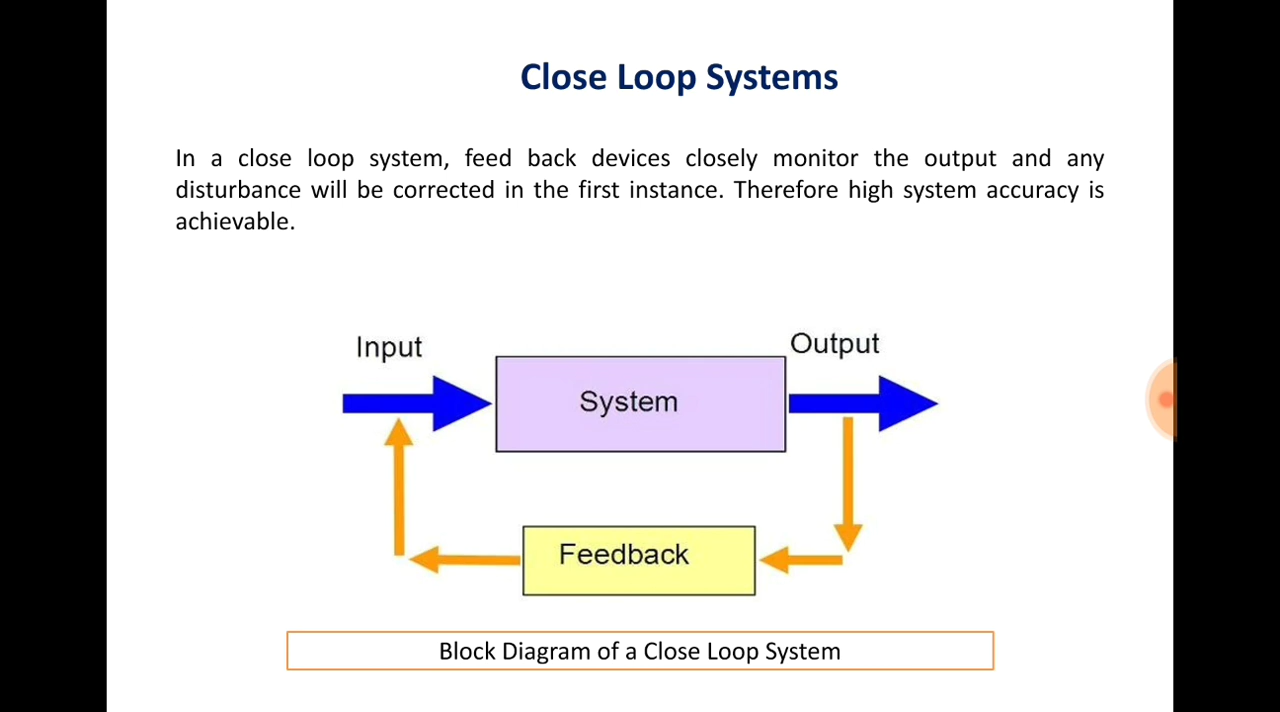 Close Loop Systems
In a close loop system, feed back devices closely monitor the output and any
disturbance will be corrected in the first instance. Therefore high system accuracy is
achievable.
Input
Output
System
Feedback
Block Diagram of a Close Loop System